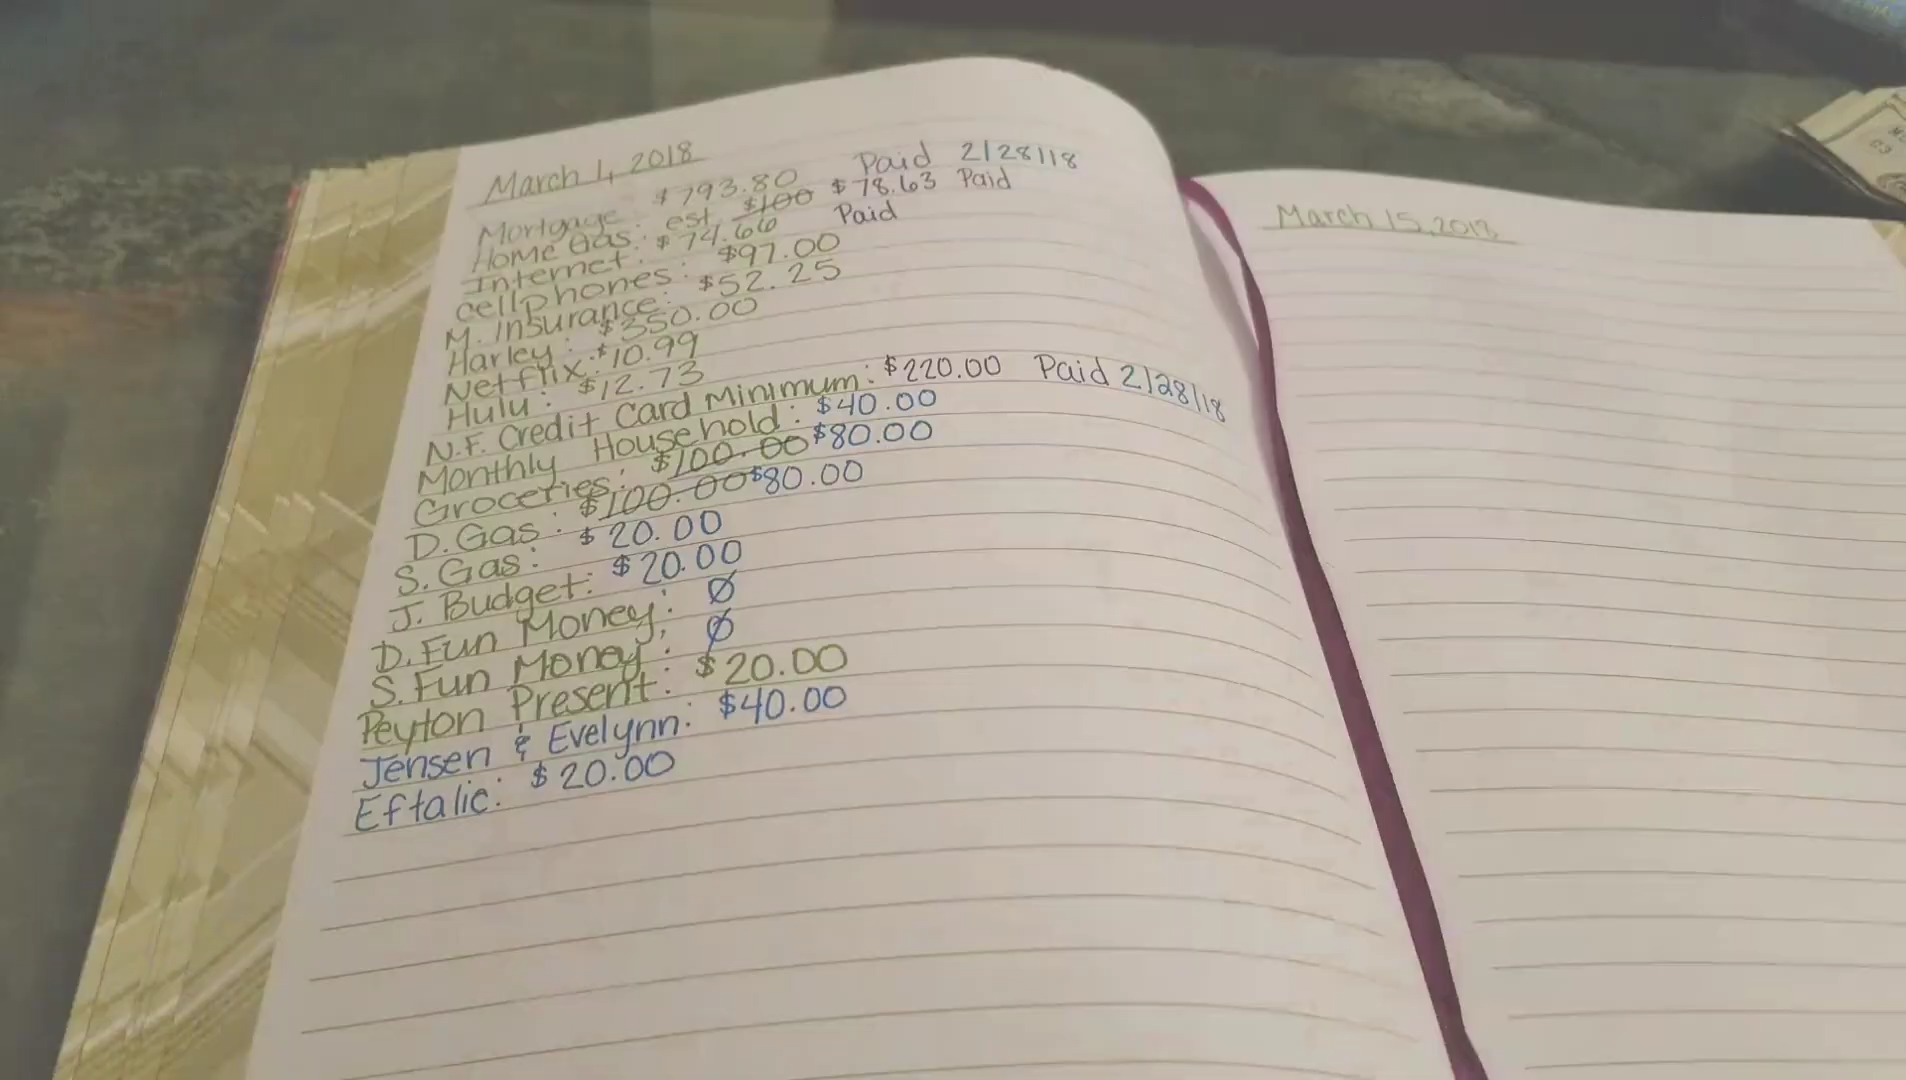 March 1, 2018
Mortgage: $793.80 Paid 2/28/18
Home Gas: est. $100 $78.63 Paid
Internet: $74.66 Paid
Cellphones: $97.00
M. Insurance: $52.25
Harley: $350.00
Netflix: $10.99
Hulu: $12.73
N.F. Credit Card Minimum: $220.00 Paid 2/28/18
Monthly Household: $40.00
Groceries: $100.00 $80.00
D. Gas: $100.00 $80.00
S. Gas: $20.00
J. Budget: $20.00
D. Fun Money: Ø
S. Fun Money: Ø
Peyton Present: $20.00
Jensen & Evelynn: $40.00
Eftalie: $20.00
March 15, 2018